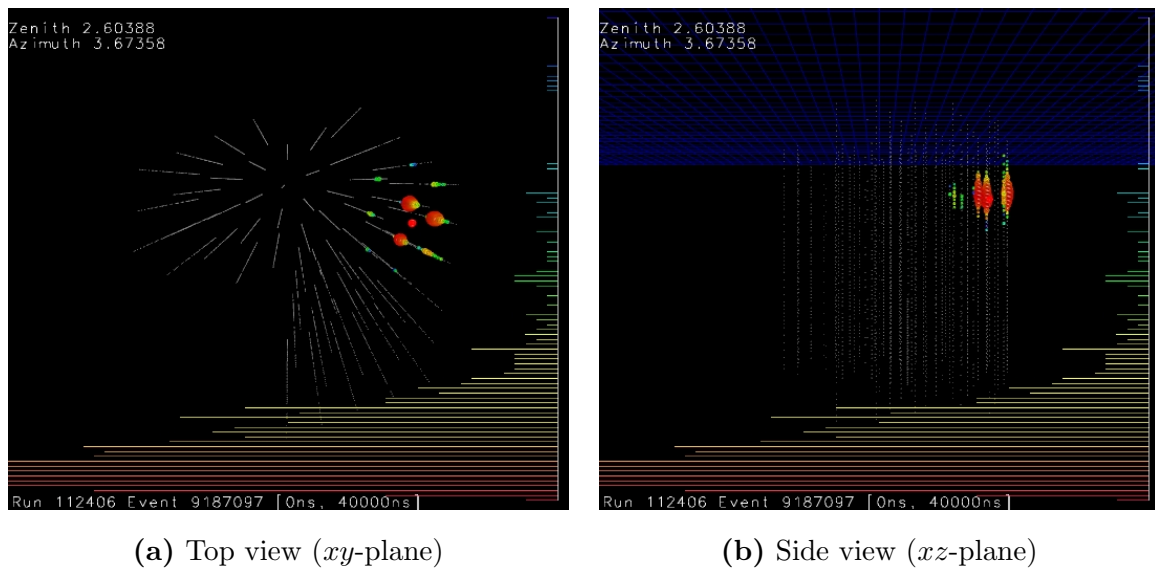 Zenith 2.60388
Azimuth 3.67358
Run 112406 Event 9187097 [0ns, 40000ns]
(a) Top view (xy-plane)
Zenith 2.60388
Azimuth 3.67358
Run 112406 Event 9187097 [0ns, 40000ns]
(b) Side view (xz-plane)